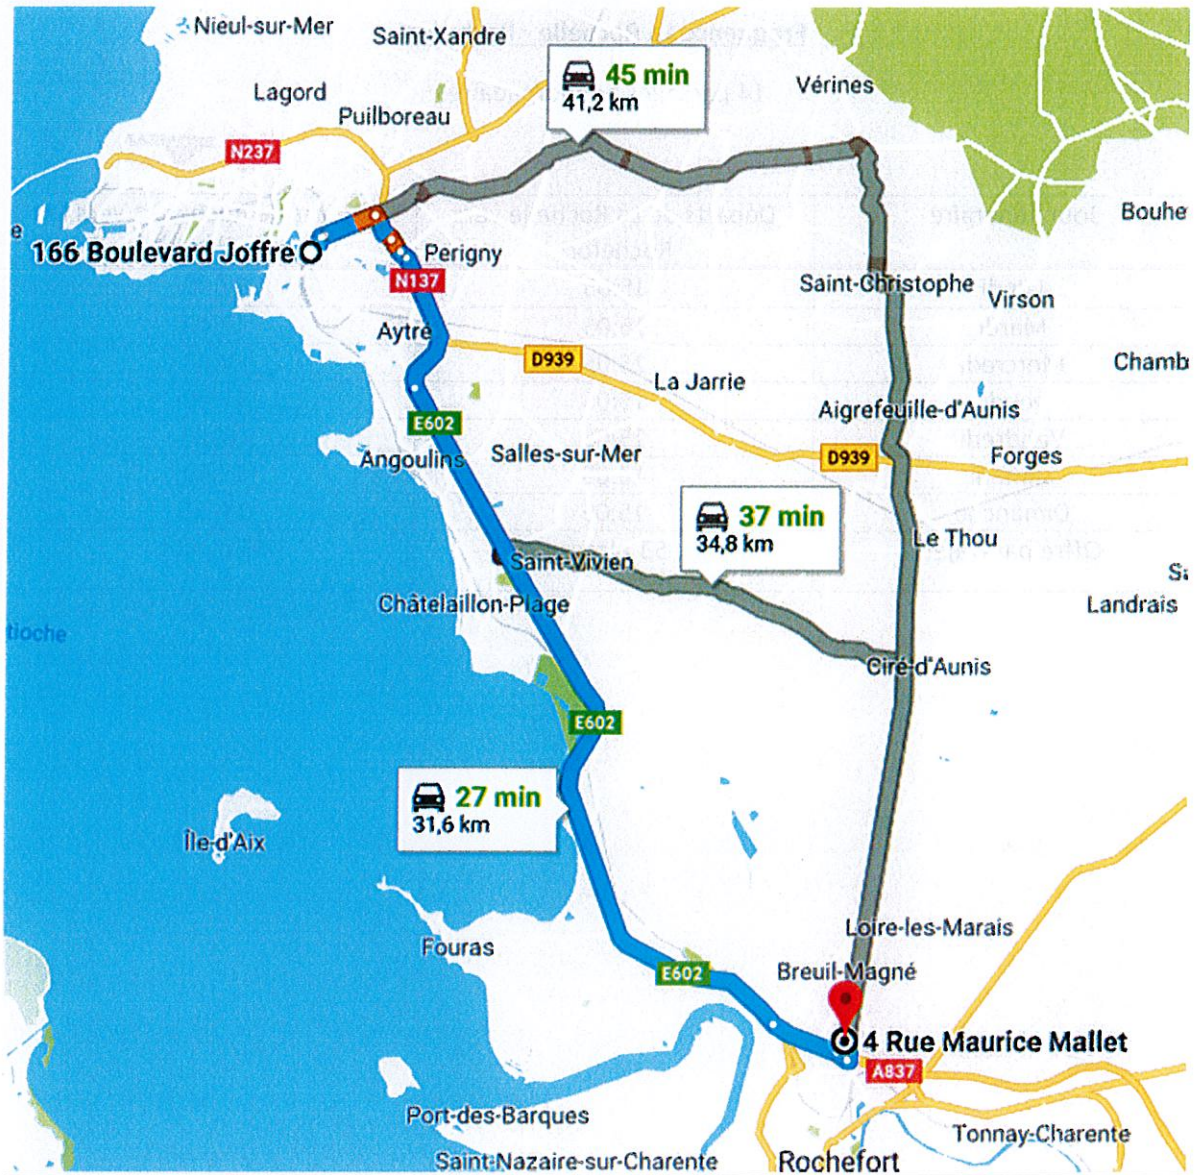 Nieul-sur-Mer
Saint-Xandre
45 min
41,2 km
Vérines
Lagord
Puilboreau
N237
Bouhe
e
166 Boulevard Joffre
Perigny
N137
Saint-Christophe
Virson
Aytré
D939
La Jarrie
Chamb
Aigrefeuille-d'Aunis
E602
Angoulins
Salles-sur-Mer
D939
Forges
37 min
34,8 km
Le Thou
Saint-Vivien
Châtelaillon-Plage
Landrais
tioche
Ciré-d'Aunis
E602
27 min
31,6 km
Île-d'Aix
Loire-les-Marais
Fouras
E602
Breuil-Magné
4 Rue Maurice Mallet
A837
Port-des-Barques
Tonnay-Charente
Saint-Nazaire-sur-Charente
Rochefort